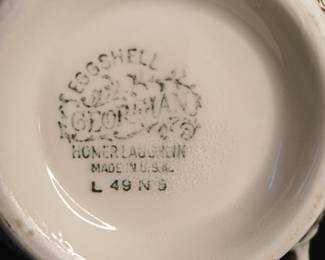 EGGSHELL
GEORGIAN
HOMER LAUGHLIN
MADE IN U.S.A.
L 49 N 5